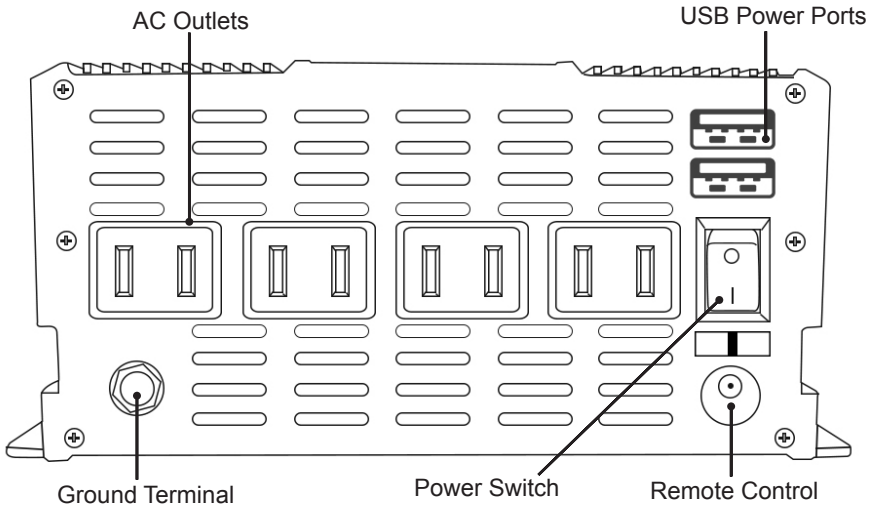 AC Outlets
USB Power Ports
Ground Terminal
Power Switch
Remote Control